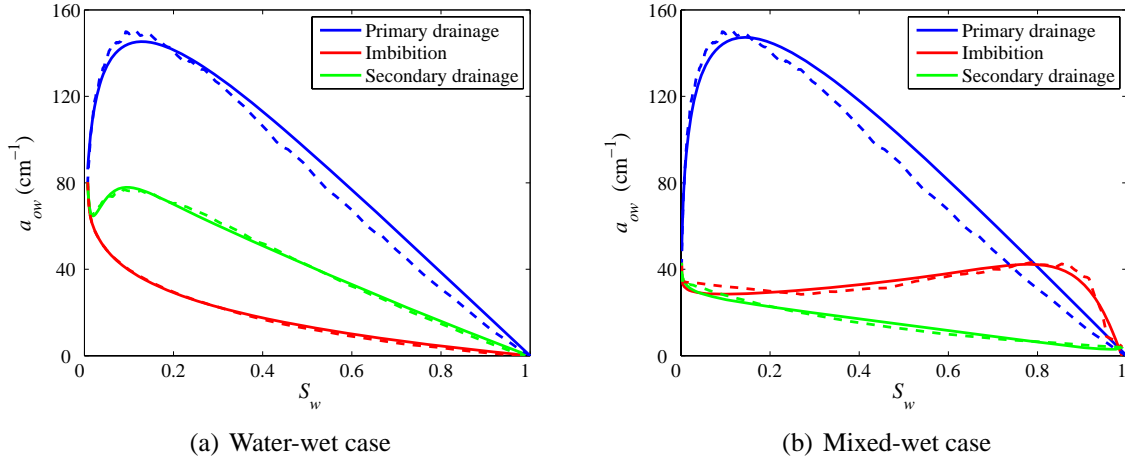 160
120
80
40
0
a_ow (cm⁻¹)
0
0.2
0.4
0.6
0.8
1
S_w
Primary drainage
Imbibition
Secondary drainage
(a) Water-wet case
160
120
80
40
0
a_ow (cm⁻¹)
0
0.2
0.4
0.6
0.8
1
S_w
Primary drainage
Imbibition
Secondary drainage
(b) Mixed-wet case